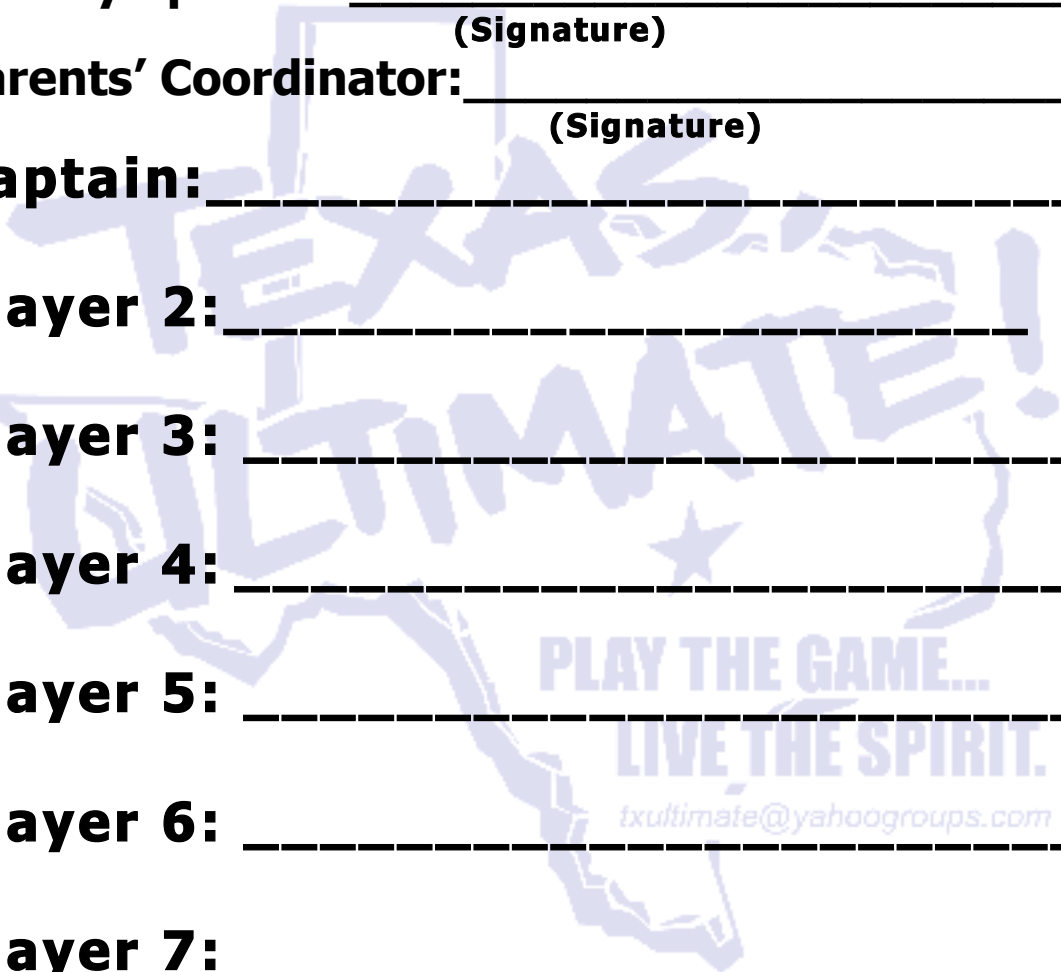 (Signature)
arents’ Coordinator:
(Signature)
aptain:
ayer 2:
ayer 3:
ayer 4:
ayer 5:
ayer 6:
ayer 7:
TEXAS,
ULTIMATE!
PLAY THE GAME...
LIVE THE SPIRIT.
txultimate@yahoogroups.com